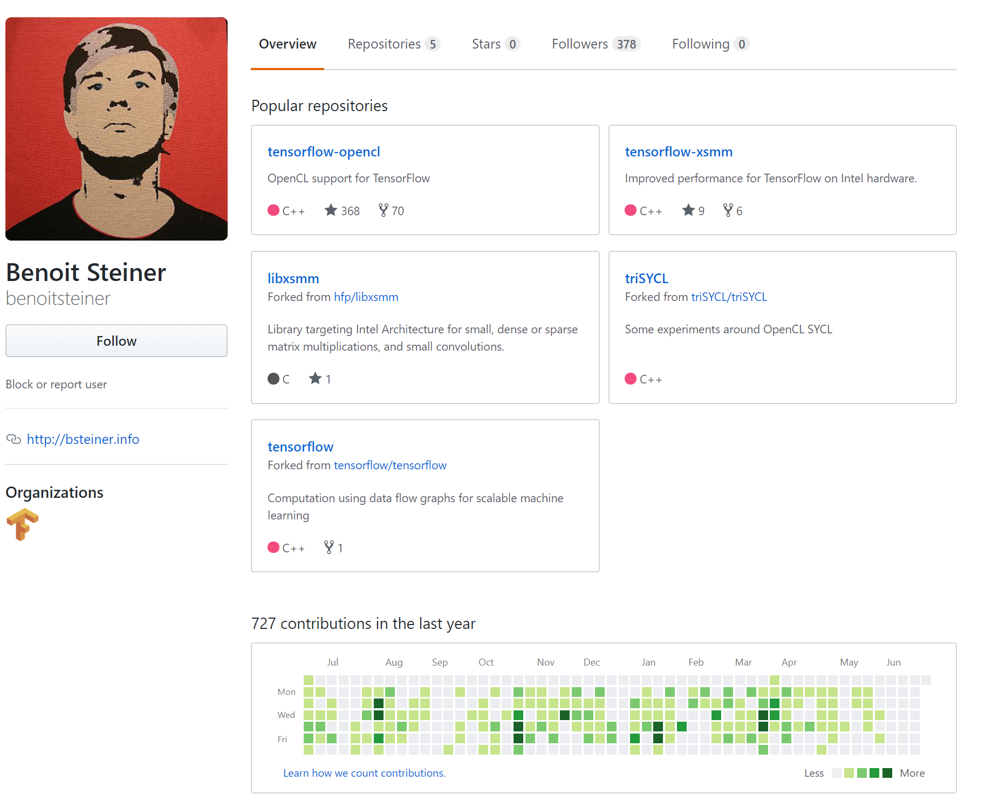 Overview Repositories 5 Stars 0 Followers 378 Following 0
Benoit Steiner
benoitsteiner
Follow
Block or report user
http://bsteiner.info
Organizations
Popular repositories
tensorflow-opencl
OpenCL support for TensorFlow
C++ 368 70
tensorflow-xsmm
Improved performance for TensorFlow on Intel hardware.
C++ 9 6
libxsmm
Forked from hfp/libxsmm
Library targeting Intel Architecture for small, dense or sparse
matrix multiplications, and small convolutions.
C 1
triSYCL
Forked from triSYCL/triSYCL
Some experiments around OpenCL SYCL
C++
tensorflow
Forked from tensorflow/tensorflow
Computation using data flow graphs for scalable machine
learning
C++ 1
727 contributions in the last year
Jul Aug Sep Oct Nov Dec Jan Feb Mar Apr May Jun
Mon
Wed
Fri
Learn how we count contributions.
Less More